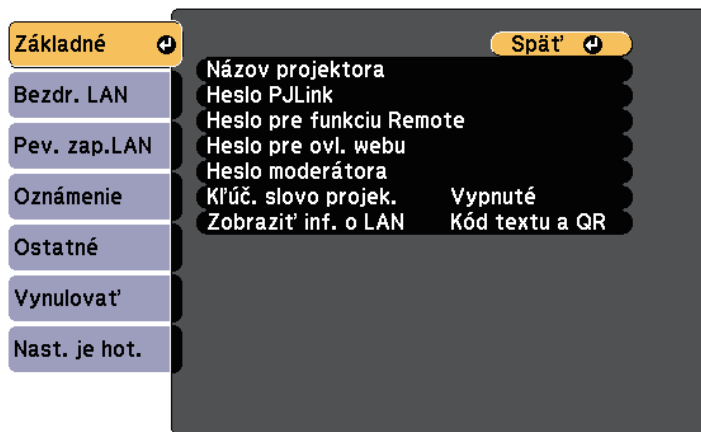 Základné
Bezdr. LAN
Pev. zap.LAN
Oznámenie
Ostatné
Vynulovať
Nast. je hot.
Späť
Názov projektora
Heslo PJLink
Heslo pre funkciu Remote
Heslo pre ovl. webu
Heslo moderátora
Kľúč. slovo projek. Vypnuté
Zobraziť inf. o LAN Kód textu a QR